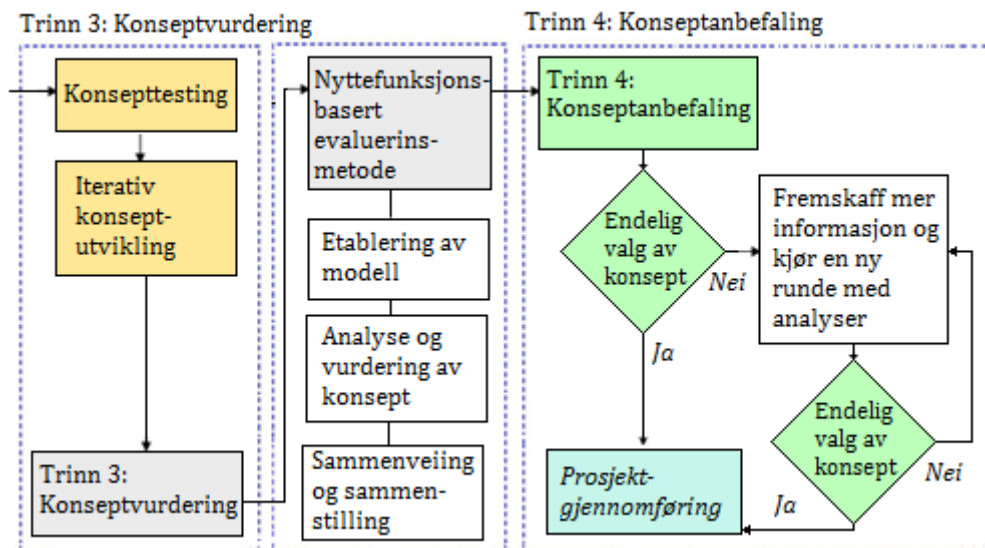 Trinn 3: Konseptvurdering
Konsepttesting
Iterativ
konsept-
utvikling
Trinn 3:
Konseptvurdering
Nyttefunksjons-
basert
evaluerins-
metode
Etablering av
modell
Analyse og
vurdering av
konsept
Sammenveiing
og sammen-
stilling
Trinn 4: Konseptanbefaling
Trinn 4:
Konseptanbefaling
Endelig
valg av
konsept
Nei
Ja
Fremskaff mer
informasjon og
kjør en ny
runde med
analyser
Endelig
valg av
konsept
Nei
Ja
Prosjekt-
gjennomføring